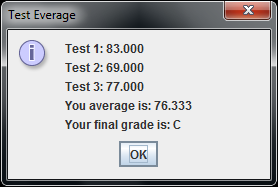 Test Everage
Test 1: 83.000
Test 2: 69.000
Test 3: 77.000
You average is: 76.333
Your final grade is: C
OK